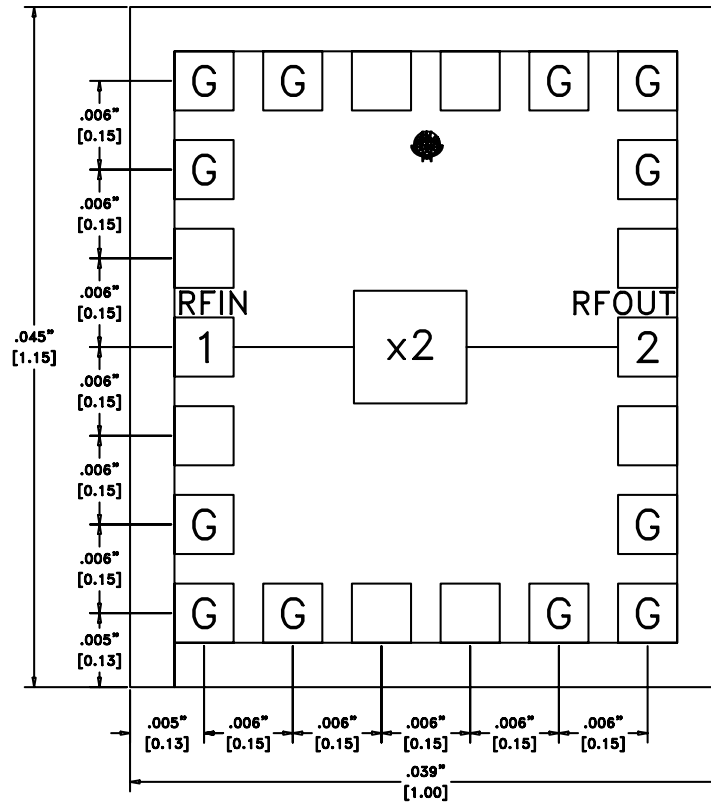 G G G G
.006"
[0.15]
G G
.006"
[0.15]
.006"
[0.15]
RFIN RFOUT
.045"
[1.15]
1 x2 2
.006"
[0.15]
.006"
[0.15]
G G
.006"
[0.15]
G G G G
.005"
[0.13]
.005" .006" .006" .006" .006" .006"
[0.13] [0.15] [0.15] [0.15] [0.15] [0.15]
.039"
[1.00]